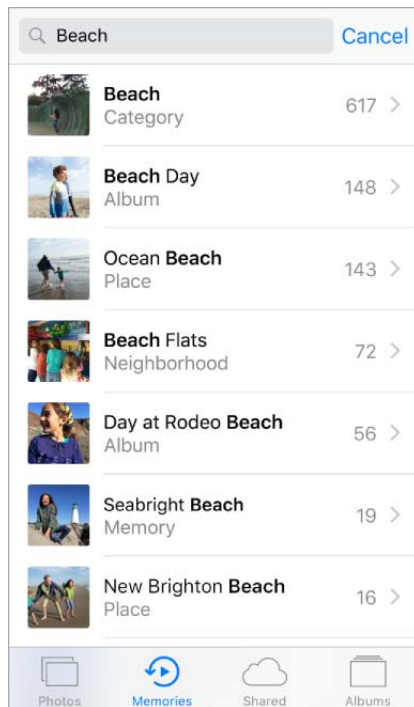 Beach
Cancel
Beach
Category
617
Beach Day
Album
148
Ocean Beach
Place
143
Beach Flats
Neighborhood
72
Day at Rodeo Beach
Album
56
Seabright Beach
Memory
19
New Brighton Beach
Place
16
Photos
Memories
Shared
Albums